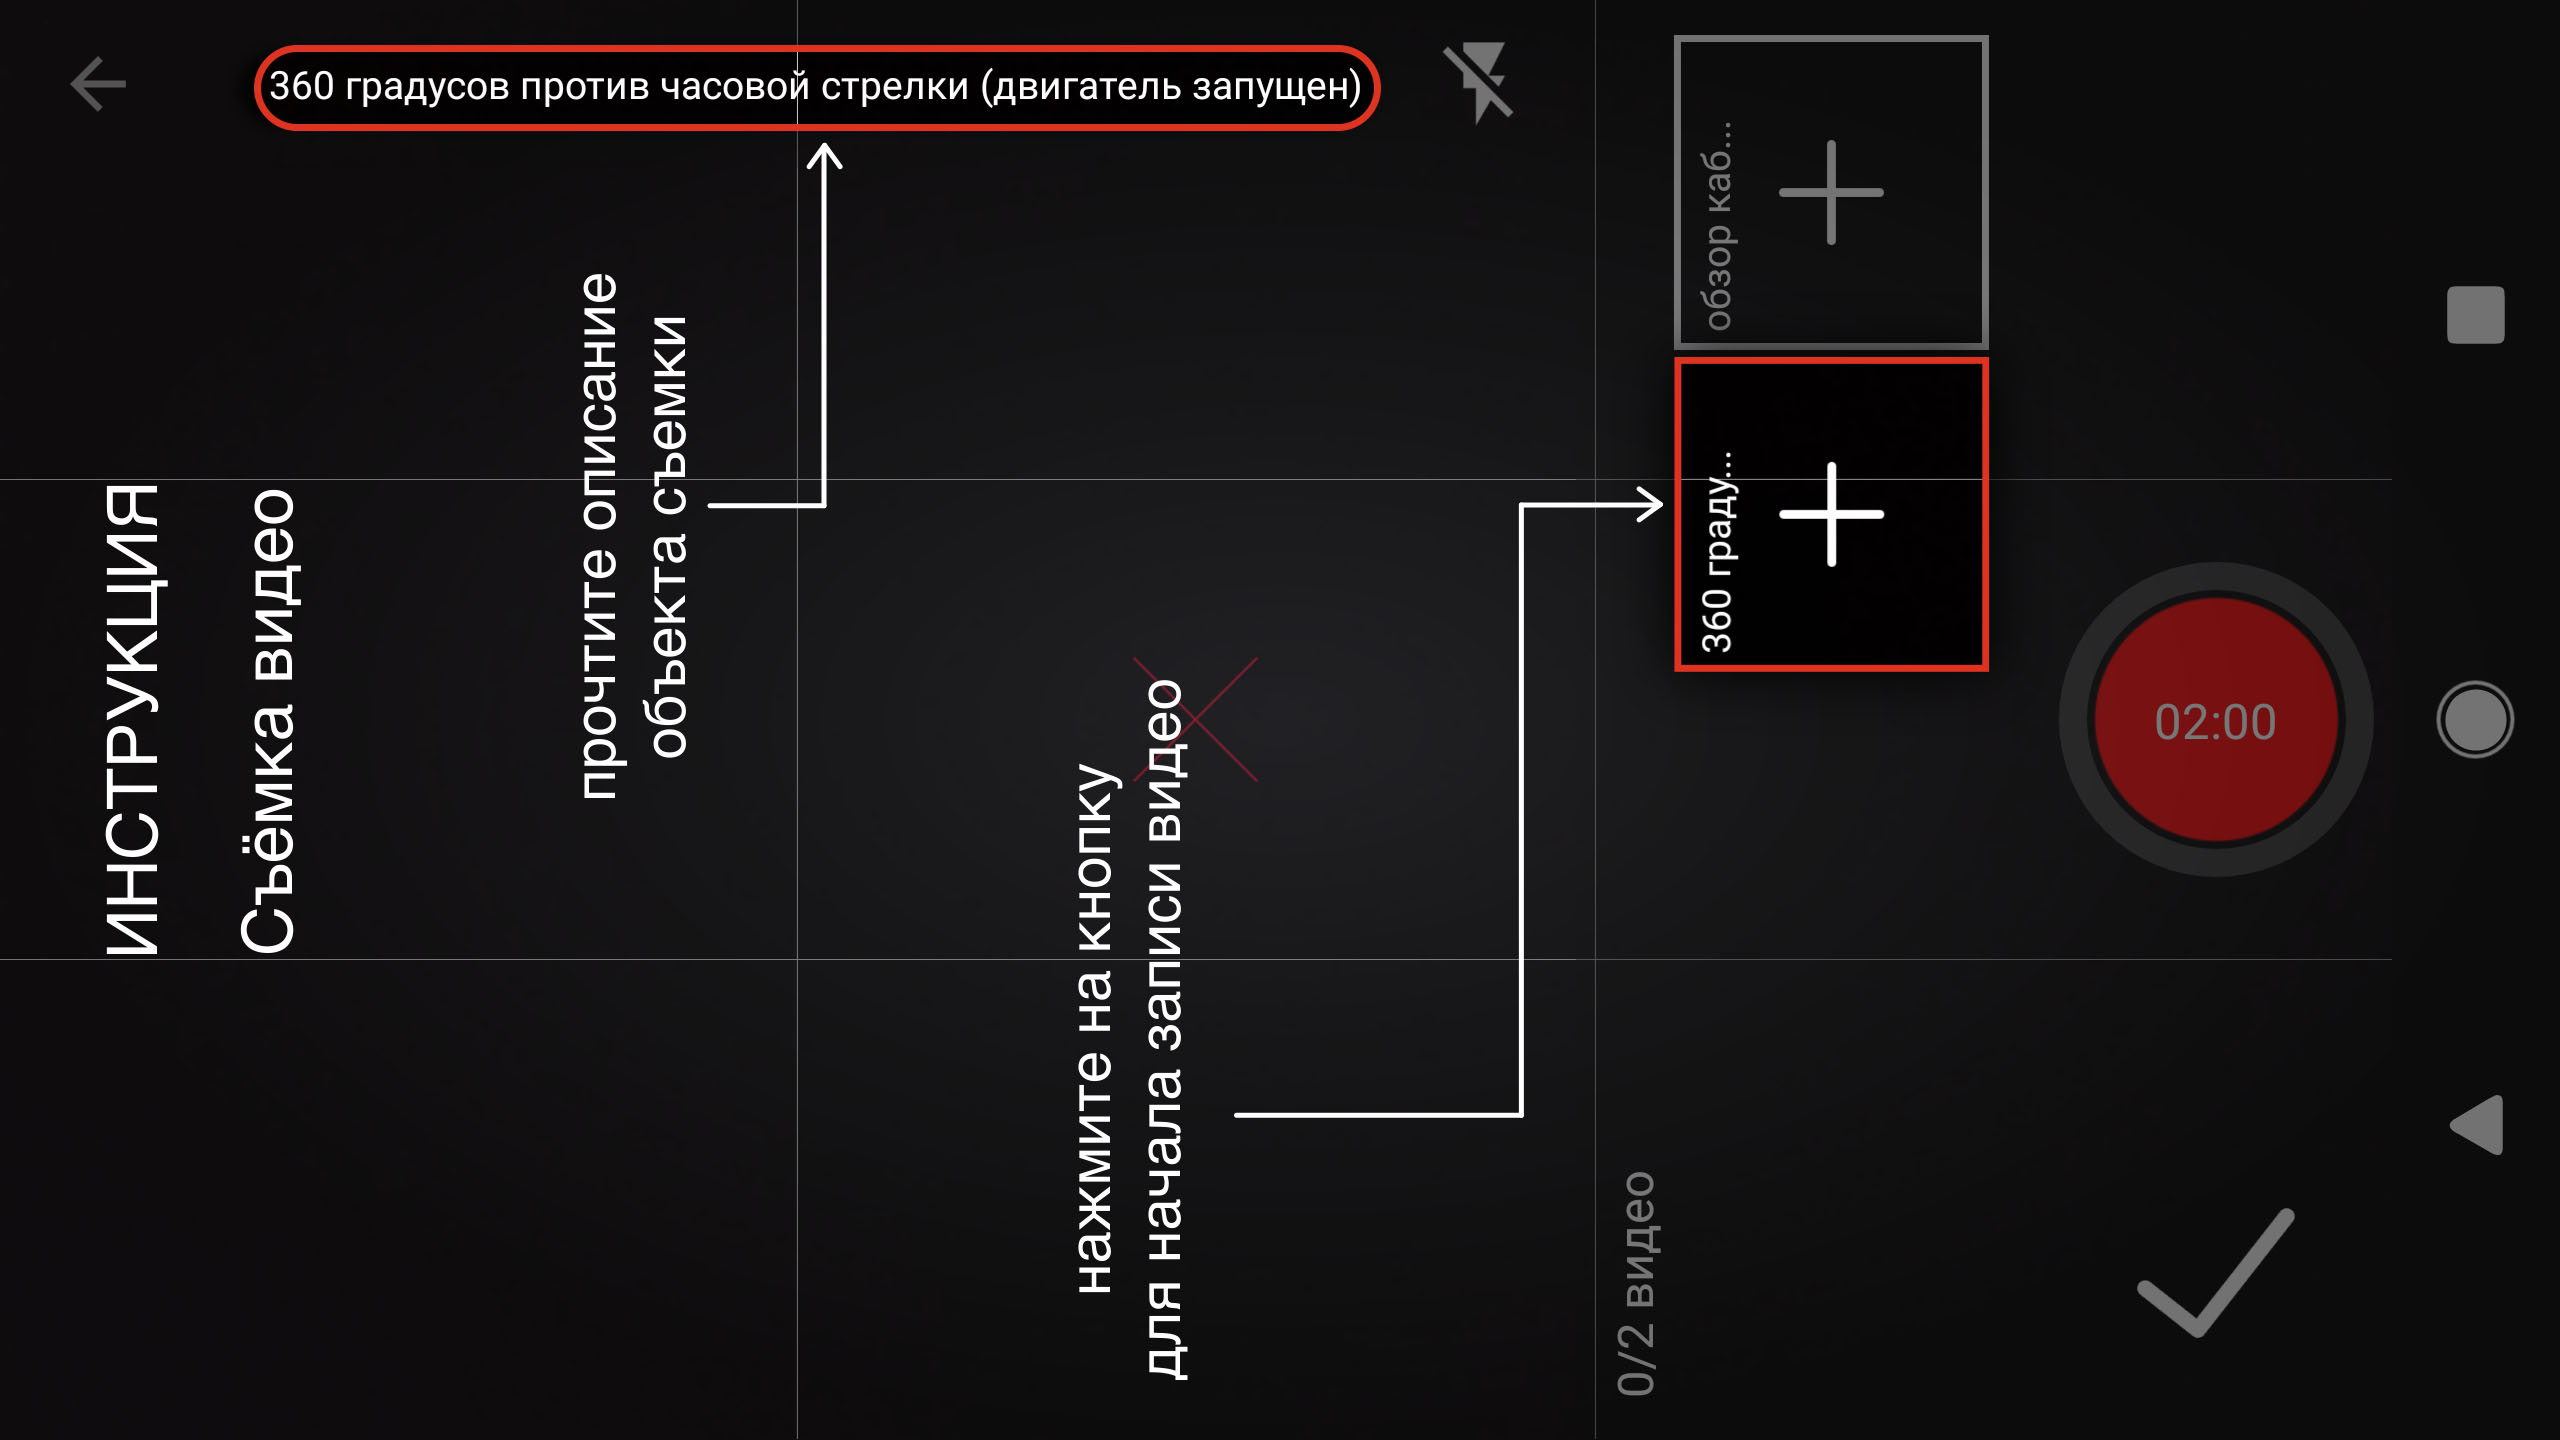 360 градусов против часовой стрелки (двигатель запущен)
ИНСТРУКЦИЯ
Съёмка видео
прочтите описание
объекта съемки
нажмите на кнопку
для начала записи видео
обзор каб...
360 граду...
02:00
0/2 видео